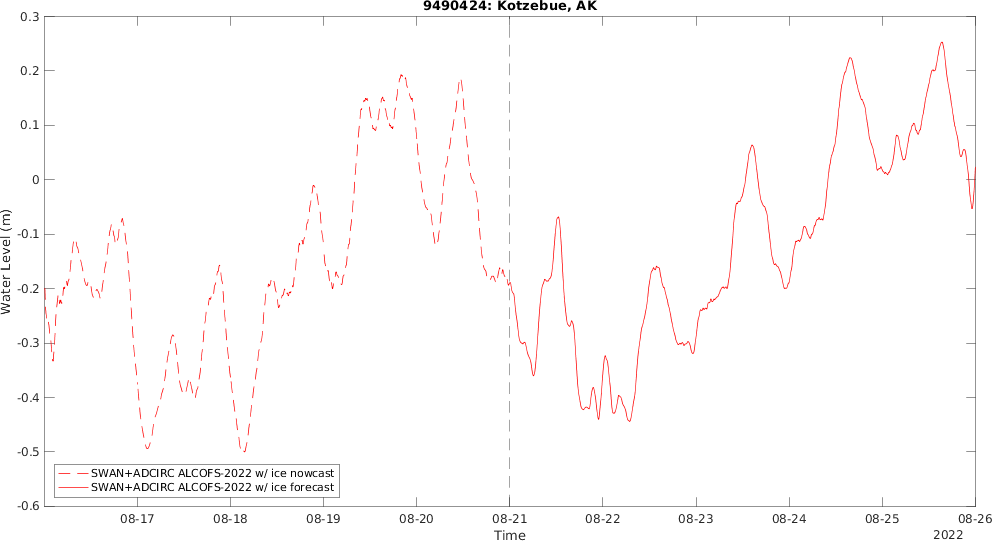 9490424: Kotzebue, AK
0.3
0.2
0.1
0
-0.1
-0.2
-0.3
-0.4
-0.5
-0.6
Water Level (m)
SWAN+ADCIRC ALCOFS-2022 w/ ice nowcast
SWAN+ADCIRC ALCOFS-2022 w/ ice forecast
08-17 08-18 08-19 08-20 08-21 08-22 08-23 08-24 08-25 08-26
Time
2022